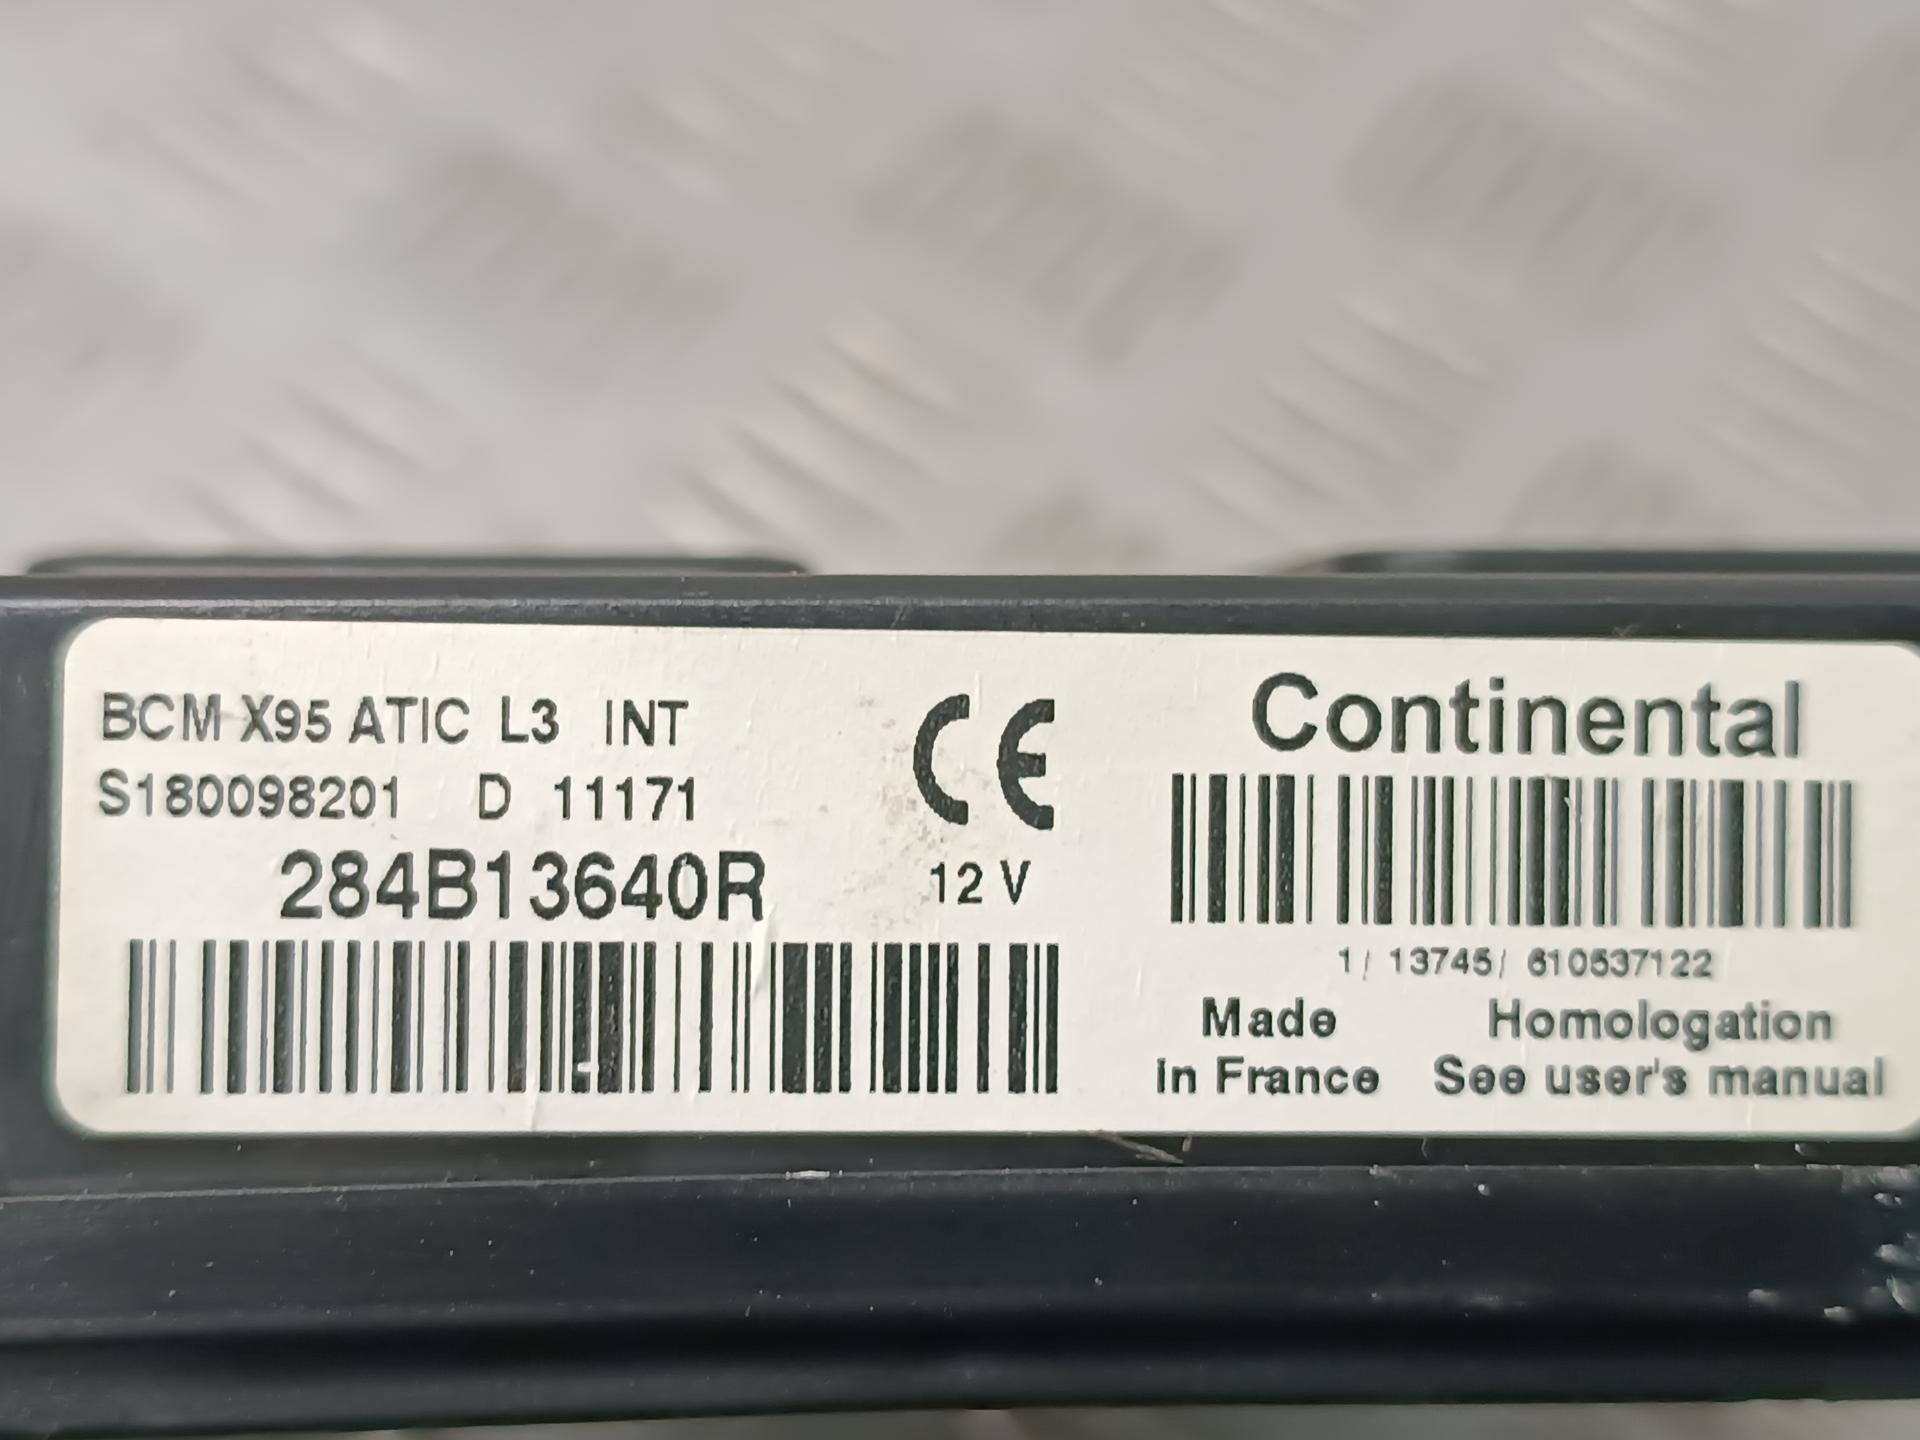 BCM X95 ATIC L3 INT
S180098201 D 11171
284B13640R
CE
12 V
Continental
1/ 13745/ 610537122
Made
in France
Homologation
See user's manual